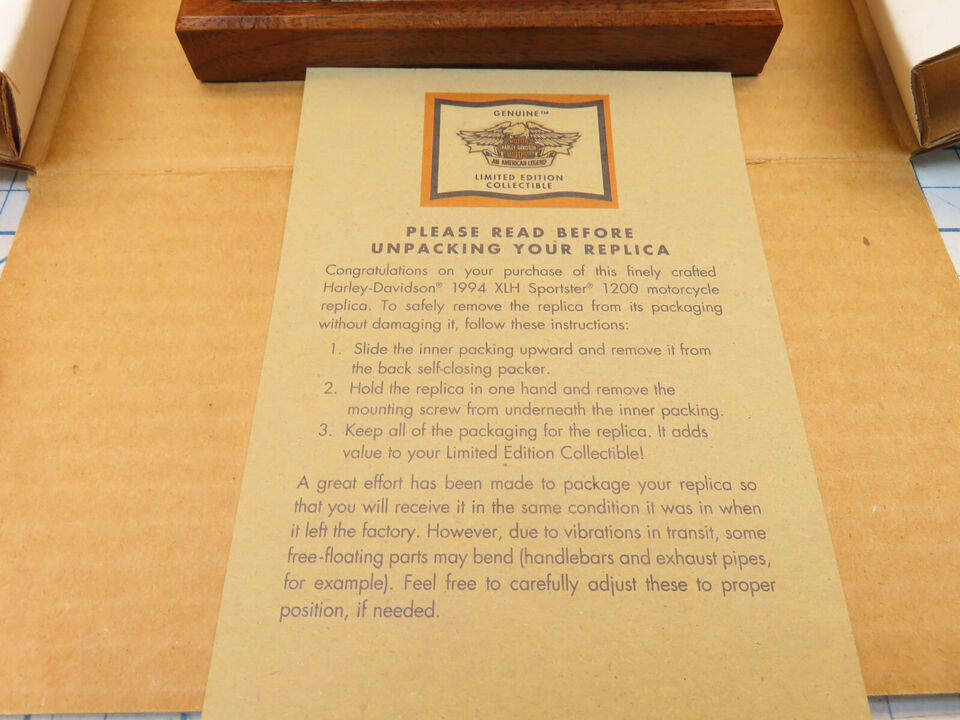 GENUINE™
HARLEY-DAVIDSON
AN AMERICAN LEGEND
LIMITED EDITION
COLLECTIBLE
PLEASE READ BEFORE
UNPACKING YOUR REPLICA
Congratulations on your purchase of this finely crafted
Harley-Davidson® 1994 XLH Sportster® 1200 motorcycle
replica. To safely remove the replica from its packaging
without damaging it, follow these instructions:
1. Slide the inner packing upward and remove it from
the back self-closing packer.
2. Hold the replica in one hand and remove the
mounting screw from underneath the inner packing.
3. Keep all of the packaging for the replica. It adds
value to your Limited Edition Collectible!
A great effort has been made to package your replica so
that you will receive it in the same condition it was in when
it left the factory. However, due to vibrations in transit, some
free-floating parts may bend (handlebars and exhaust pipes,
for example). Feel free to carefully adjust these to proper
position, if needed.